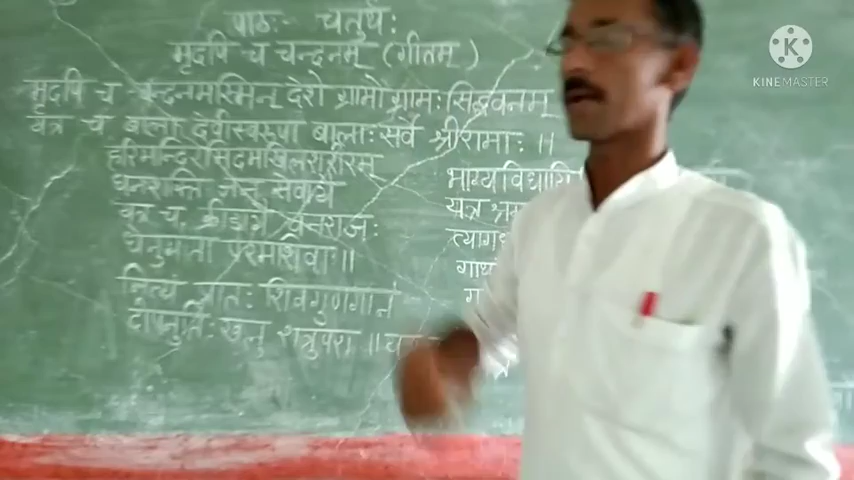 पाठः- चतुर्थः
मृदपि च चन्दनम् (गीतम्)
मृदपि च चन्दनमस्मिन् देशे ग्रामो ग्रामः सिद्धवनम्
यत्र च बाला देवीस्वरूपा बालाः सर्वे श्रीरामाः ॥
हरिमन्दिरमिदमखिलशरीरम्
धनशक्ति जन सेवायै
यत्र च क्रीडायै वनराजः
धेनुमाता परमशिवाः॥
नित्यं प्रातः शिवगुणगानं
दीपनुतिः खलु शत्रुपरा ॥
भाग्यविधायि
यत्र श्रम
त्याग
गाथा
K
KINEMASTER